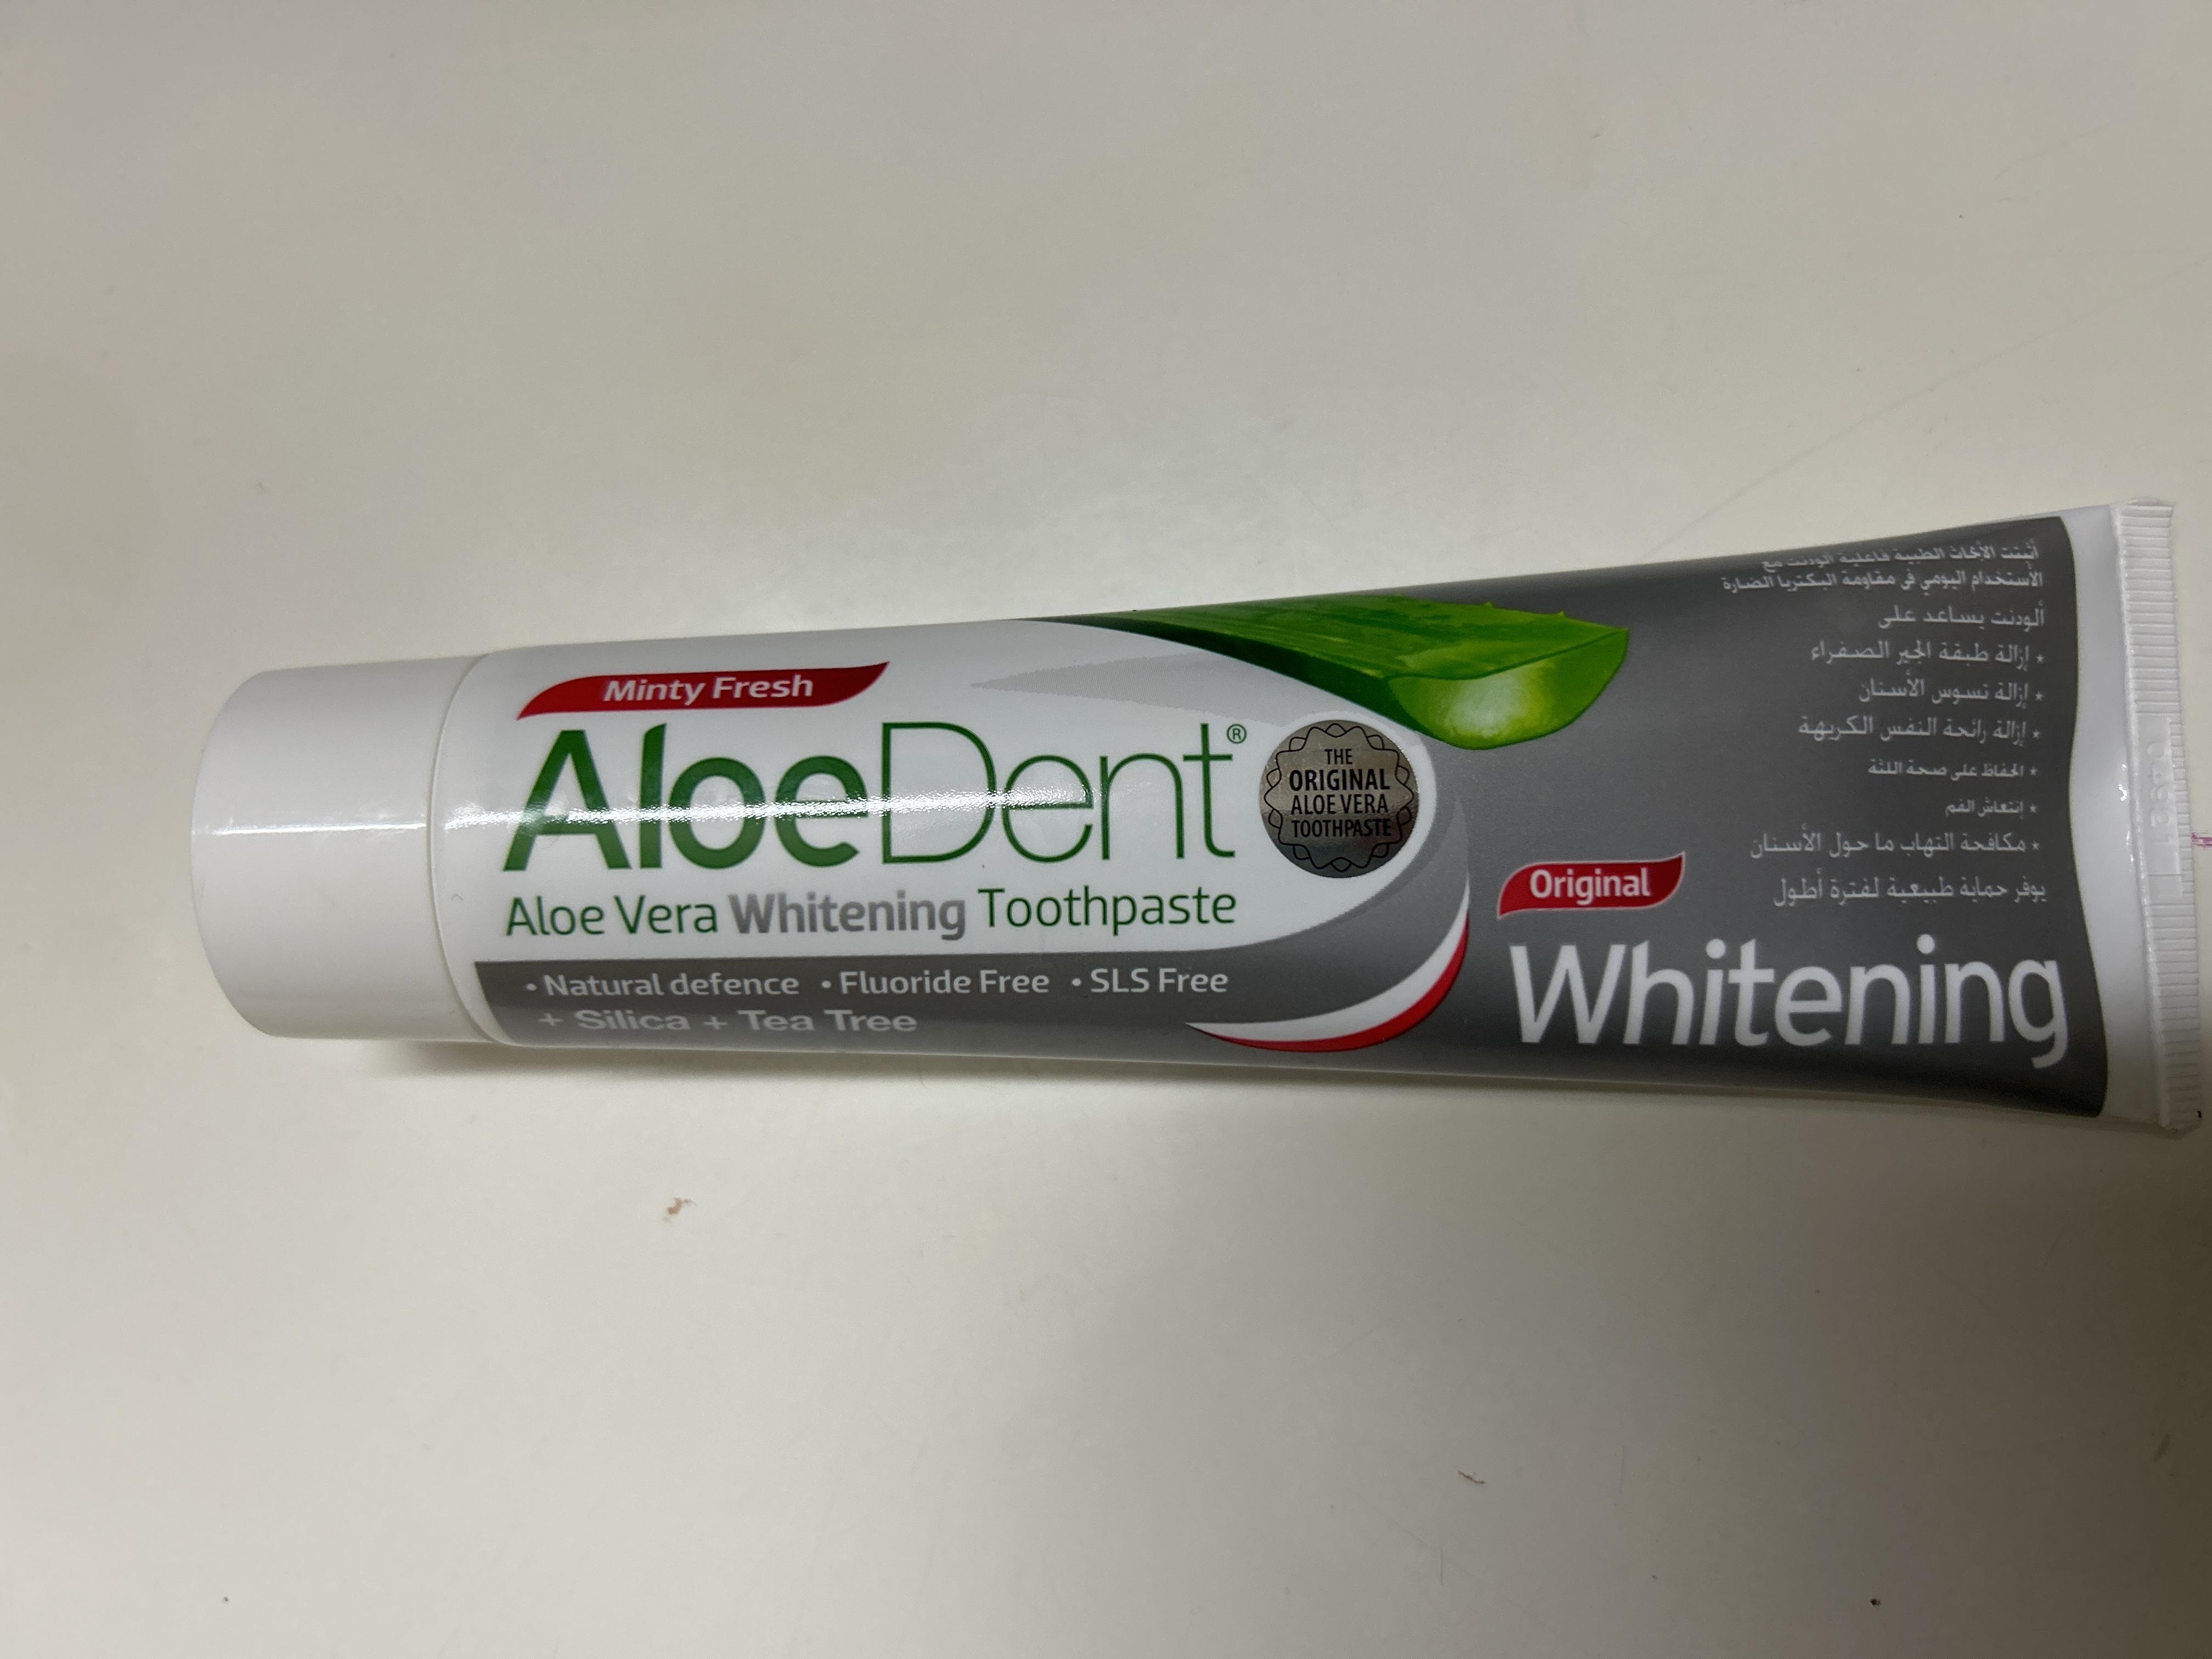 Minty Fresh
AloeDent®
Aloe Vera Whitening Toothpaste
• Natural defence • Fluoride Free • SLS Free
+ Silica + Tea Tree
THE
ORIGINAL
ALOE VERA
TOOTHPASTE
أثبتت الأبحاث الطبية فاعلية الودنت مع
الأستخدام اليومي في مقاومة البكتريا الضارة
ألودنت يساعد على
* إزالة طبقة الجير الصفراء
* إزالة تسوس الأسنان
* إزالة رائحة النفس الكريهة
* الحفاظ على صحة اللثة
* إنتعاش الفم
* مكافحة التهاب ما حول الأسنان
يوفر حماية طبيعية لفترة أطول
Original
Whitening